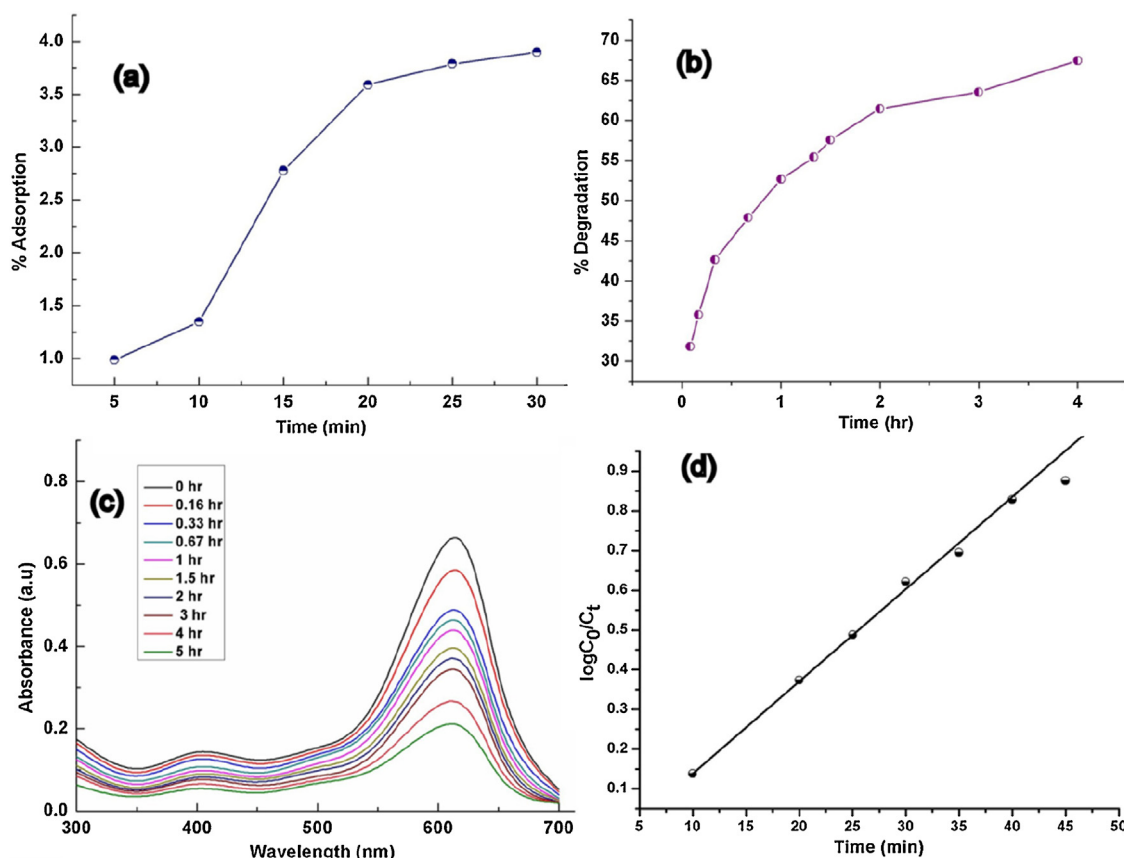 (a)
% Adsorption
4.0
3.5
3.0
2.5
2.0
1.5
1.0
5 10 15 20 25 30
Time (min)
(b)
% Degradation
70
65
60
55
50
45
40
35
30
0 1 2 3 4
Time (hr)
(c)
Absorbance (a.u)
0.8
0.6
0.4
0.2
0.0
0 hr
0.16 hr
0.33 hr
0.67 hr
1 hr
1.5 hr
2 hr
3 hr
4 hr
5 hr
300 400 500 600 700
Wavelength (nm)
(d)
logC₀/Cₜ
0.9
0.8
0.7
0.6
0.5
0.4
0.3
0.2
0.1
5 10 15 20 25 30 35 40 45 50
Time (min)